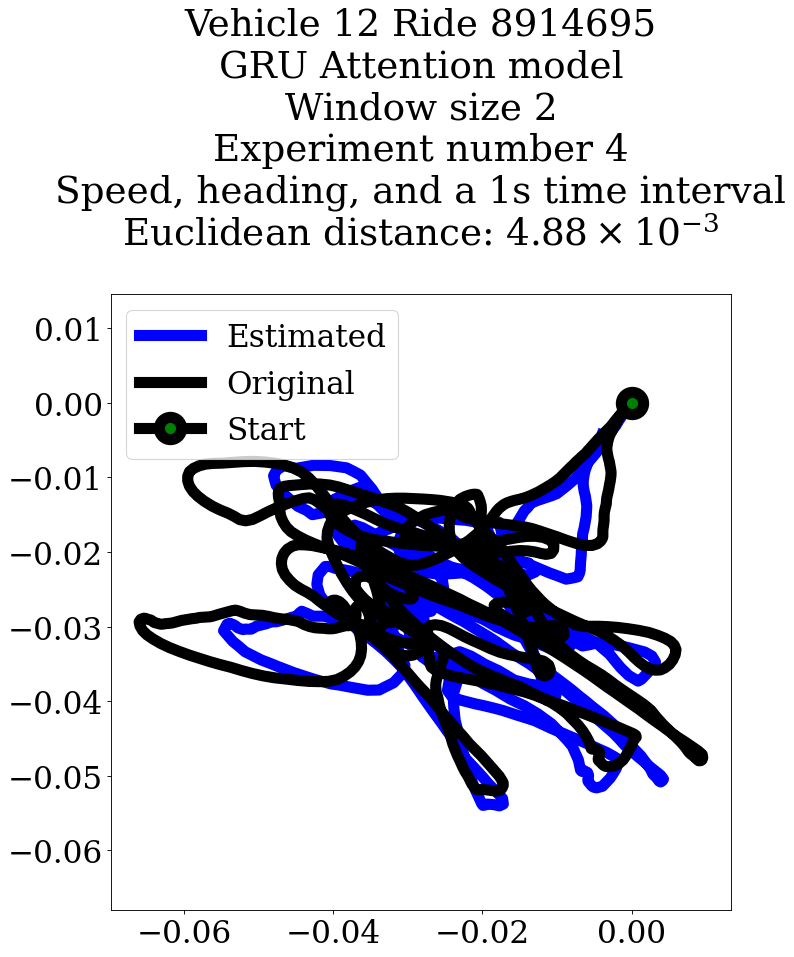 Vehicle 12 Ride 8914695
GRU Attention model
Window size 2
Experiment number 4
Speed, heading, and a 1s time interval
Euclidean distance: 4.88 × 10⁻³
Estimated
Original
Start
0.01
0.00
−0.01
−0.02
−0.03
−0.04
−0.05
−0.06
−0.06 −0.04 −0.02 0.00